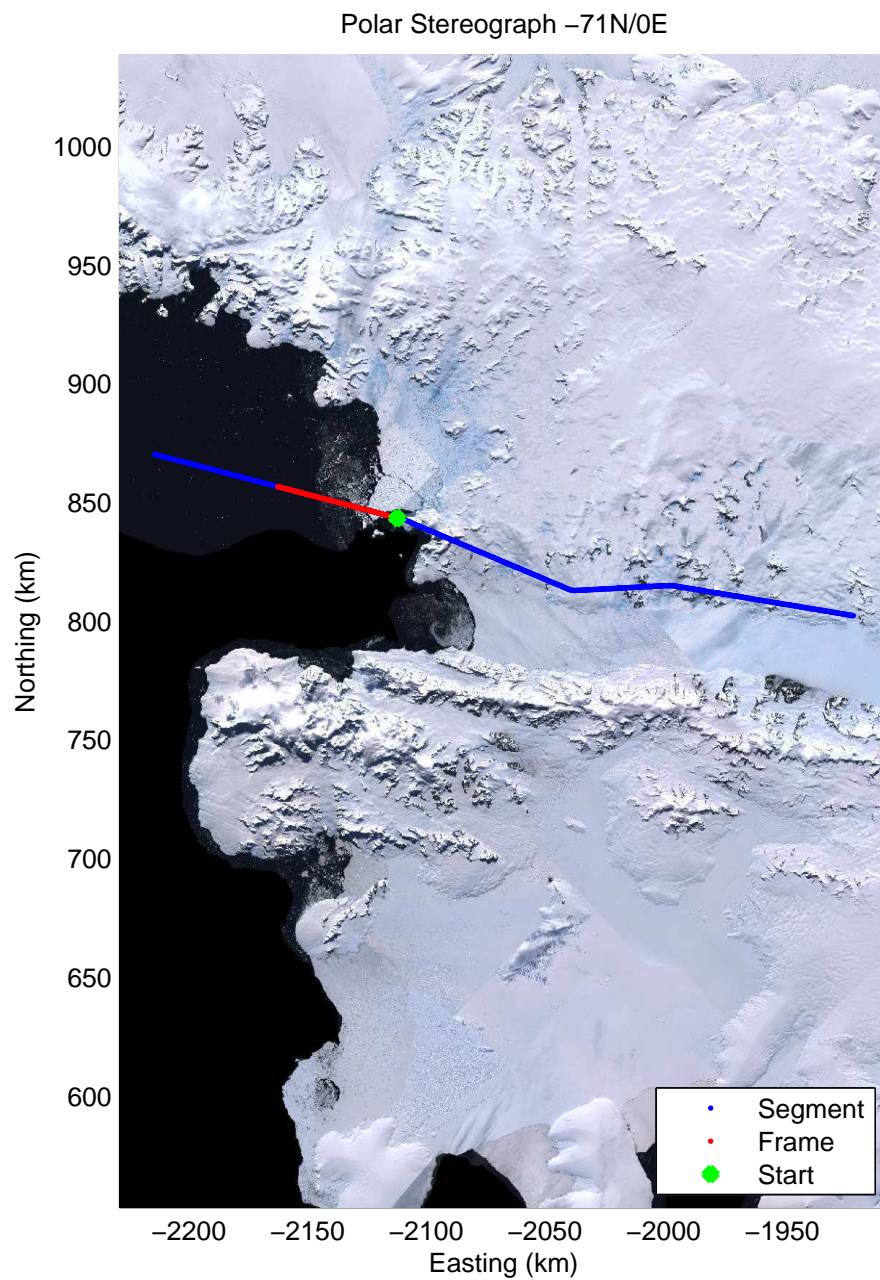 Polar Stereograph −71N/0E
1000
950
900
850
800
750
700
650
600
Northing (km)
Segment
Frame
Start
−2200 −2150 −2100 −2050 −2000 −1950
Easting (km)